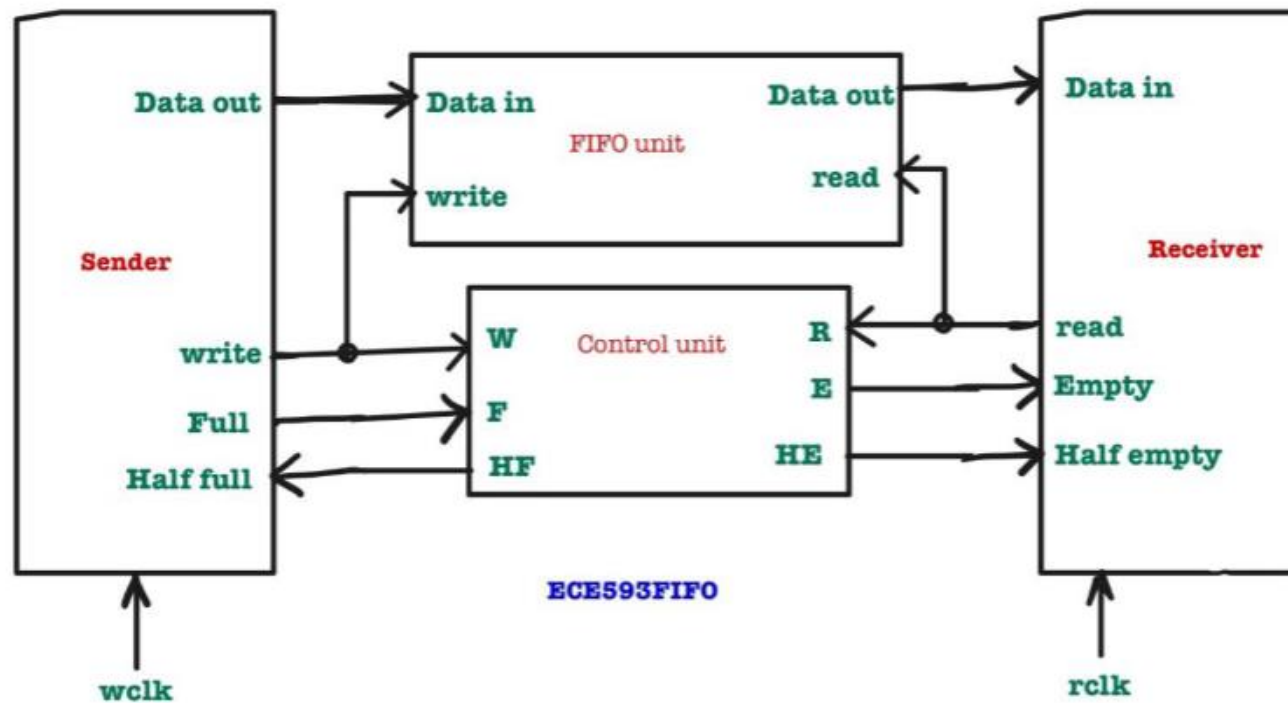 Data out
write
Full
Half full
Sender
wclk
Data in
write
FIFO unit
Data out
read
W
F
HF
Control unit
R
E
HE
ECE593FIFO
Data in
Receiver
read
Empty
Half empty
rclk